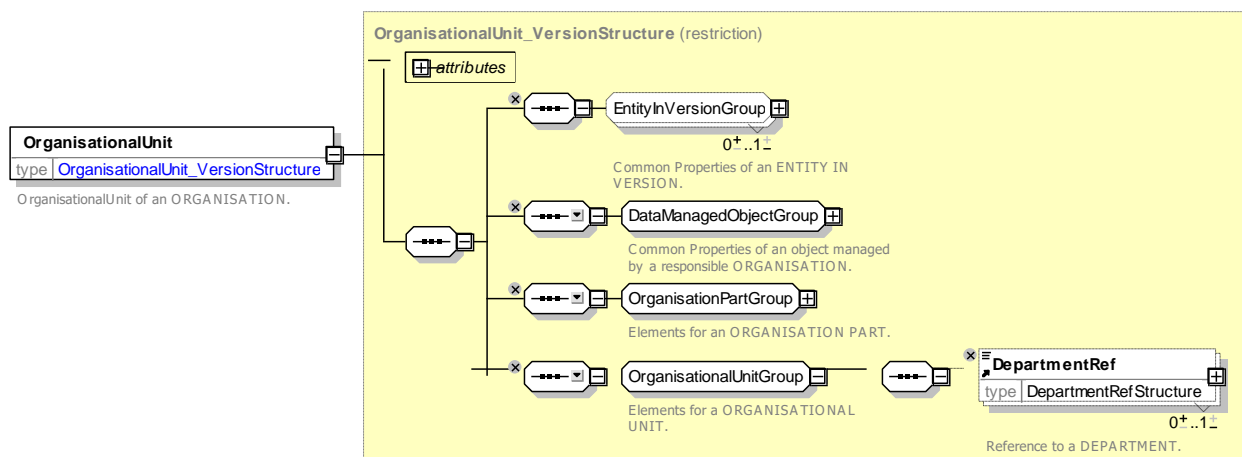 OrganisationalUnit_VersionStructure (restriction)
attributes
EntityInVersionGroup
0..1
Common Properties of an ENTITY IN
VERSION.
OrganisationalUnit
type OrganisationalUnit_VersionStructure
OrganisationalUnit of an ORGANISATION.
DataManagedObjectGroup
Common Properties of an object managed
by a responsible ORGANISATION.
OrganisationPartGroup
Elements for an ORGANISATION PART.
OrganisationalUnitGroup
Elements for a ORGANISATIONAL
UNIT.
DepartmentRef
type DepartmentRefStructure
0..1
Reference to a DEPARTMENT.